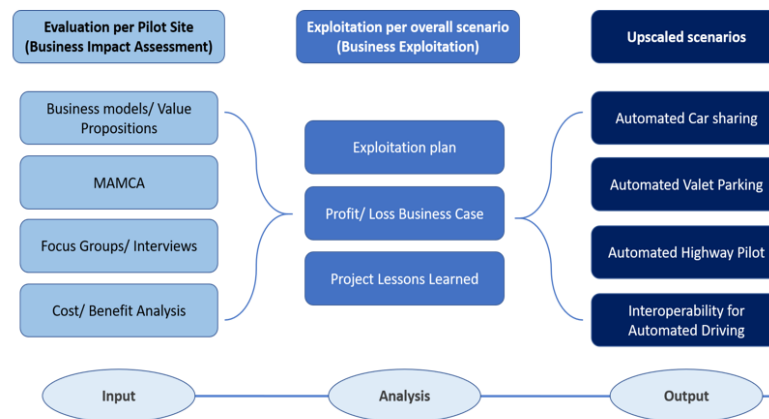 Evaluation per Pilot Site
(Business Impact Assessment)
Exploitation per overall scenario
(Business Exploitation)
Upscaled scenarios
Business models/ Value
Propositions
MAMCA
Focus Groups/ Interviews
Cost/ Benefit Analysis
Exploitation plan
Profit/ Loss Business Case
Project Lessons Learned
Automated Car sharing
Automated Valet Parking
Automated Highway Pilot
Interoperability for
Automated Driving
Input
Analysis
Output